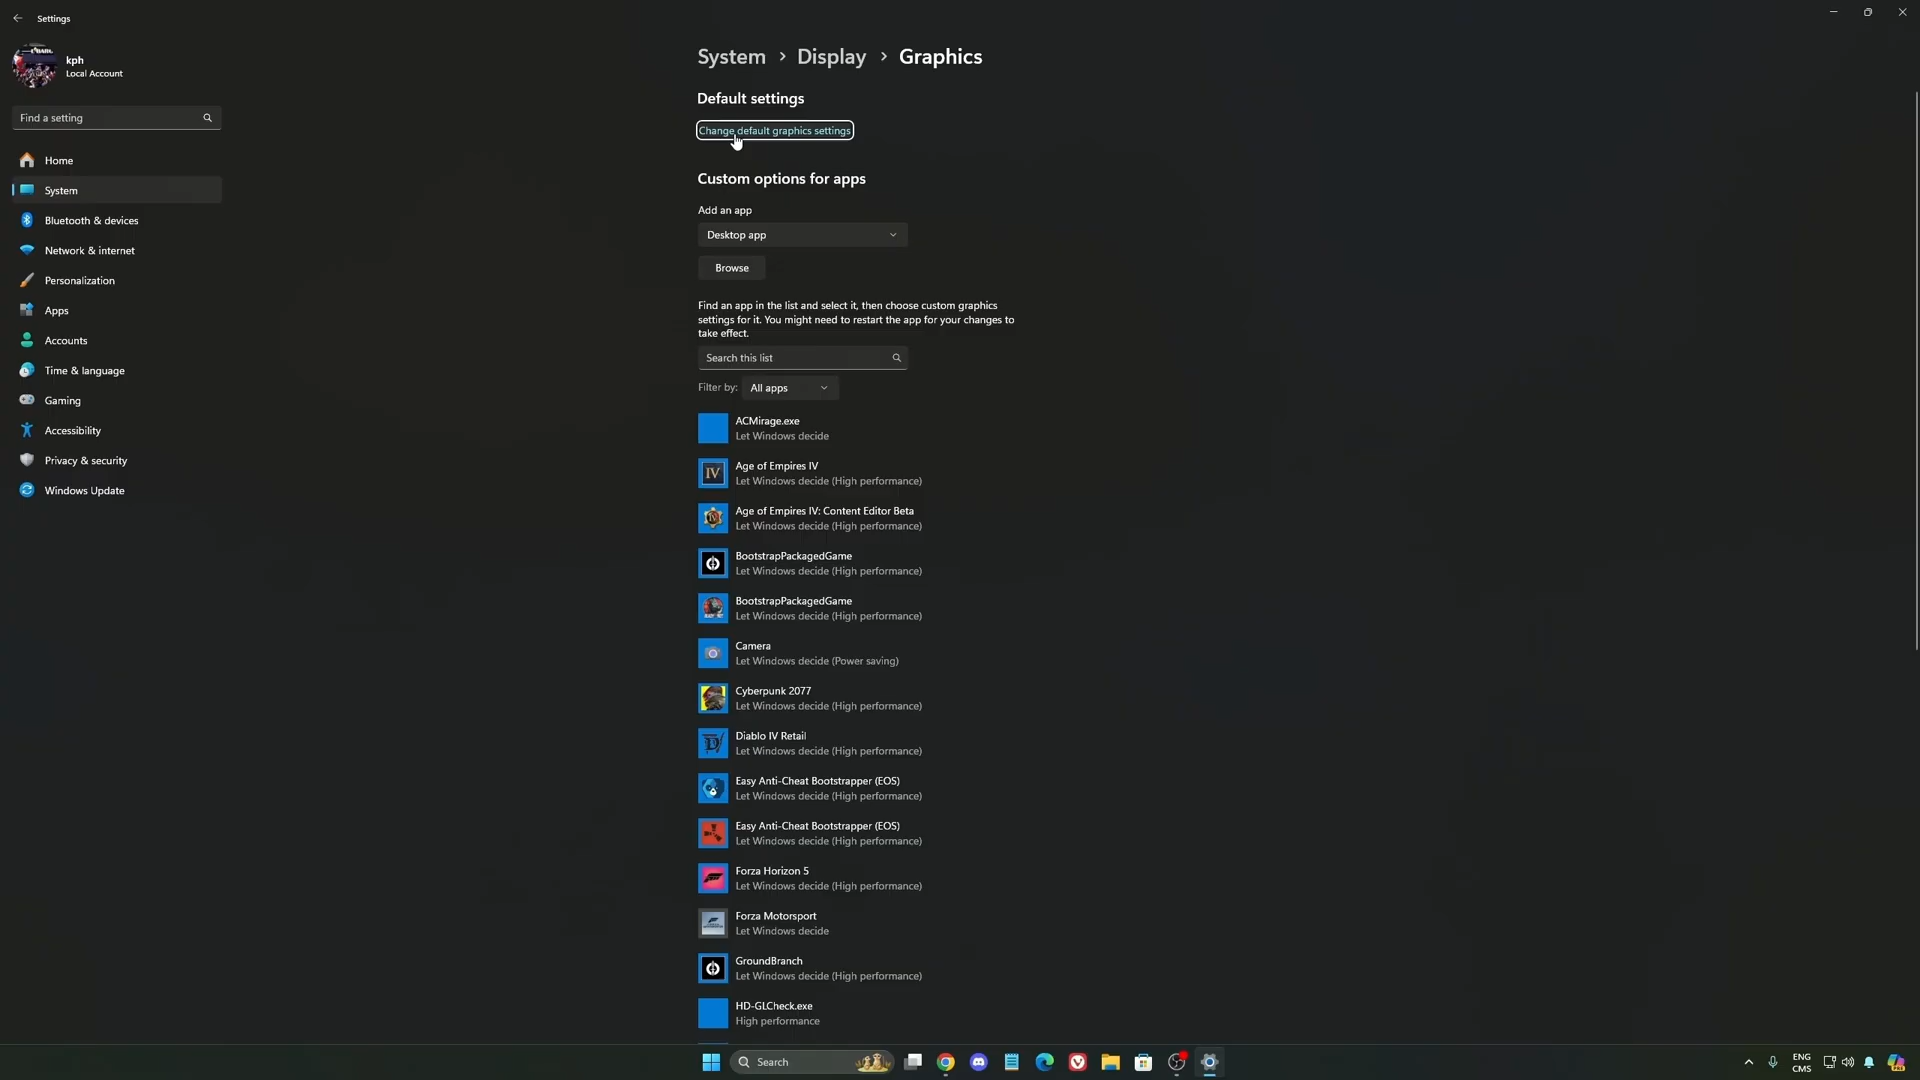 Settings
kph
Local Account
Find a setting
Home
System
Bluetooth & devices
Network & internet
Personalization
Apps
Accounts
Time & language
Gaming
Accessibility
Privacy & security
Windows Update
System > Display > Graphics
Default settings
Change default graphics settings
Custom options for apps
Add an app
Desktop app
Browse
Find an app in the list and select it, then choose custom graphics
settings for it. You might need to restart the app for your changes to
take effect.
Search this list
Filter by: All apps
ACMirage.exe
Let Windows decide
IV
Age of Empires IV
Let Windows decide (High performance)
Age of Empires IV: Content Editor Beta
Let Windows decide (High performance)
BootstrapPackagedGame
Let Windows decide (High performance)
BootstrapPackagedGame
Let Windows decide (High performance)
Camera
Let Windows decide (Power saving)
Cyberpunk 2077
Let Windows decide (High performance)
Diablo IV Retail
Let Windows decide (High performance)
Easy Anti-Cheat Bootstrapper (EOS)
Let Windows decide (High performance)
Easy Anti-Cheat Bootstrapper (EOS)
Let Windows decide (High performance)
Forza Horizon 5
Let Windows decide (High performance)
Forza Motorsport
Let Windows decide
GroundBranch
Let Windows decide (High performance)
HD-GLCheck.exe
High performance
Search
ENG
CMS